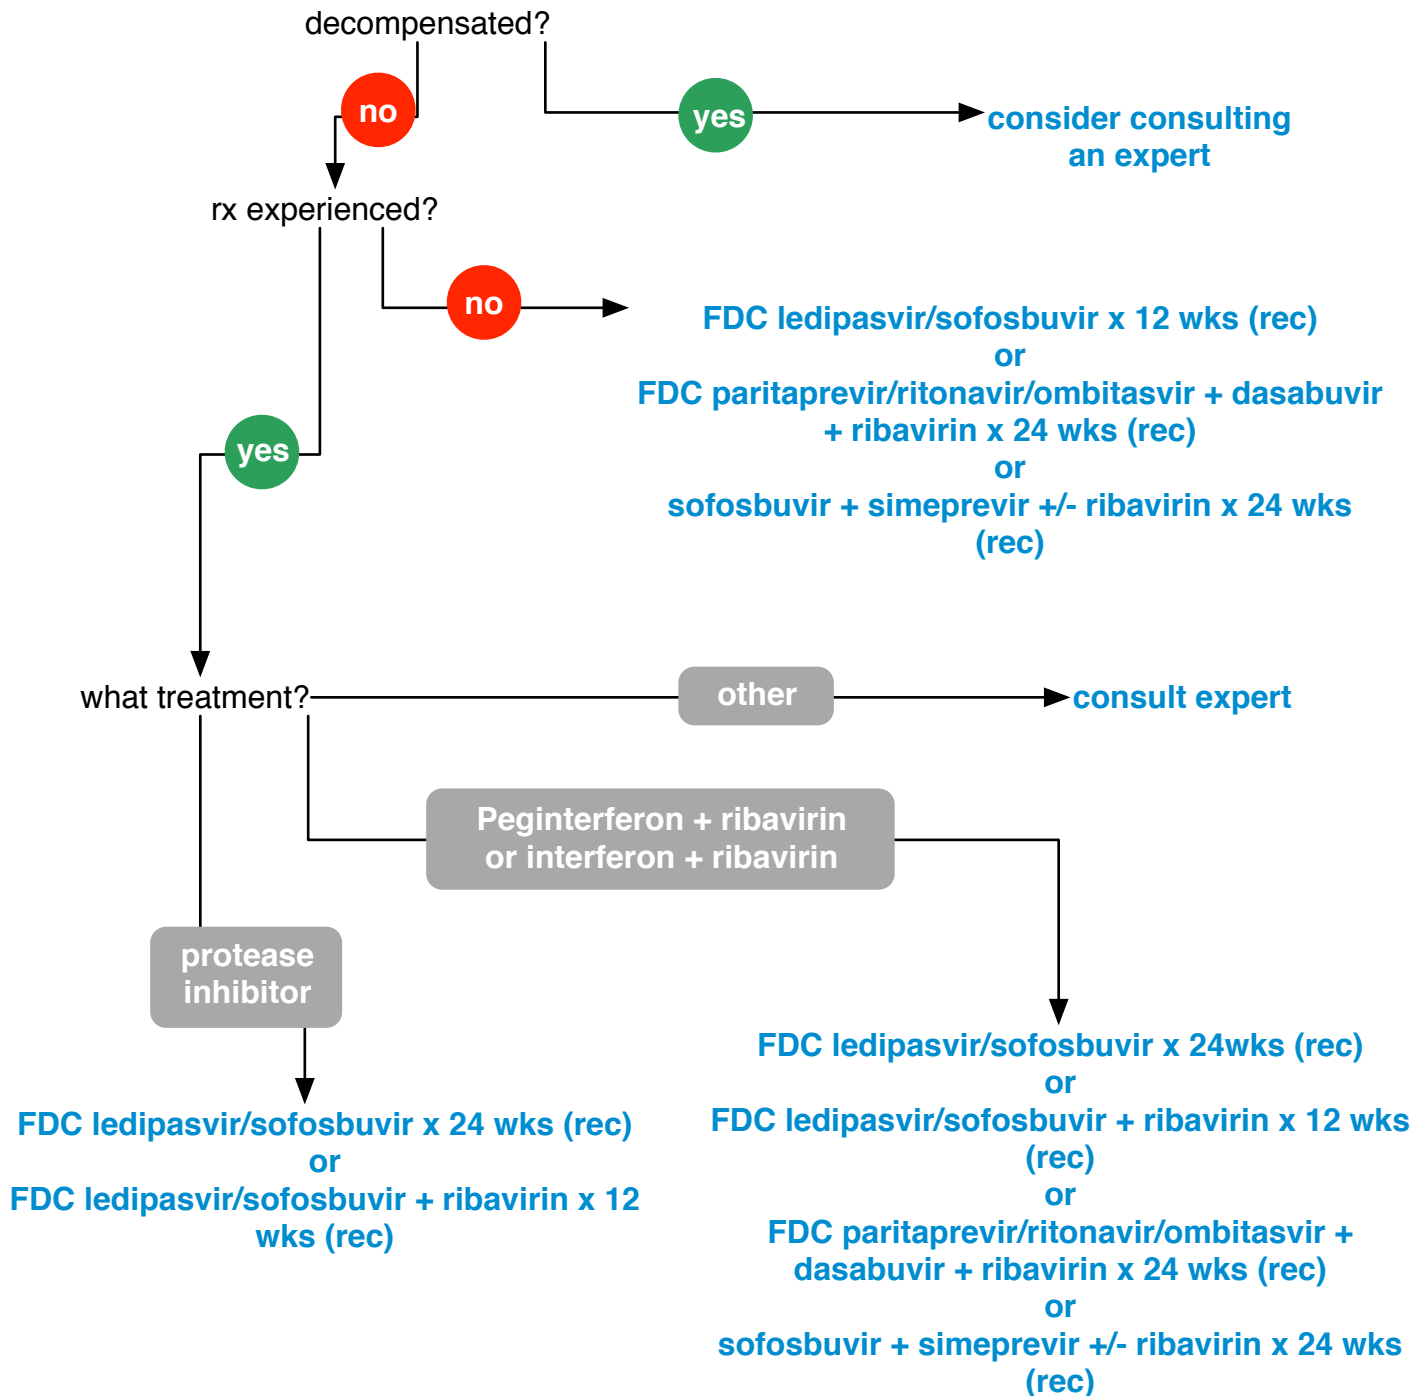 decompensated?
no
yes
consider consulting
an expert
rx experienced?
no
FDC ledipasvir/sofosbuvir x 12 wks (rec)
or
FDC paritaprevir/ritonavir/ombitasvir + dasabuvir
+ ribavirin x 24 wks (rec)
or
sofosbuvir + simeprevir +/- ribavirin x 24 wks
(rec)
yes
what treatment?
other
consult expert
Peginterferon + ribavirin
or interferon + ribavirin
protease
inhibitor
FDC ledipasvir/sofosbuvir x 24 wks (rec)
or
FDC ledipasvir/sofosbuvir + ribavirin x 12
wks (rec)
FDC ledipasvir/sofosbuvir x 24wks (rec)
or
FDC ledipasvir/sofosbuvir + ribavirin x 12 wks
(rec)
or
FDC paritaprevir/ritonavir/ombitasvir +
dasabuvir + ribavirin x 24 wks (rec)
or
sofosbuvir + simeprevir +/- ribavirin x 24 wks
(rec)